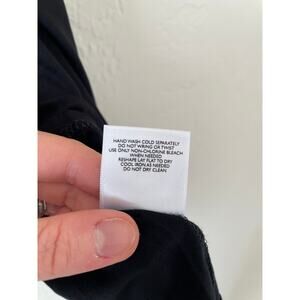 HAND WASH COLD SEPARATELY
DO NOT WRING OR TWIST
USE ONLY NON-CHLORINE BLEACH
WHEN NEEDED
RESHAPE LAY FLAT TO DRY
COOL IRON AS NEEDED
DO NOT DRY CLEAN